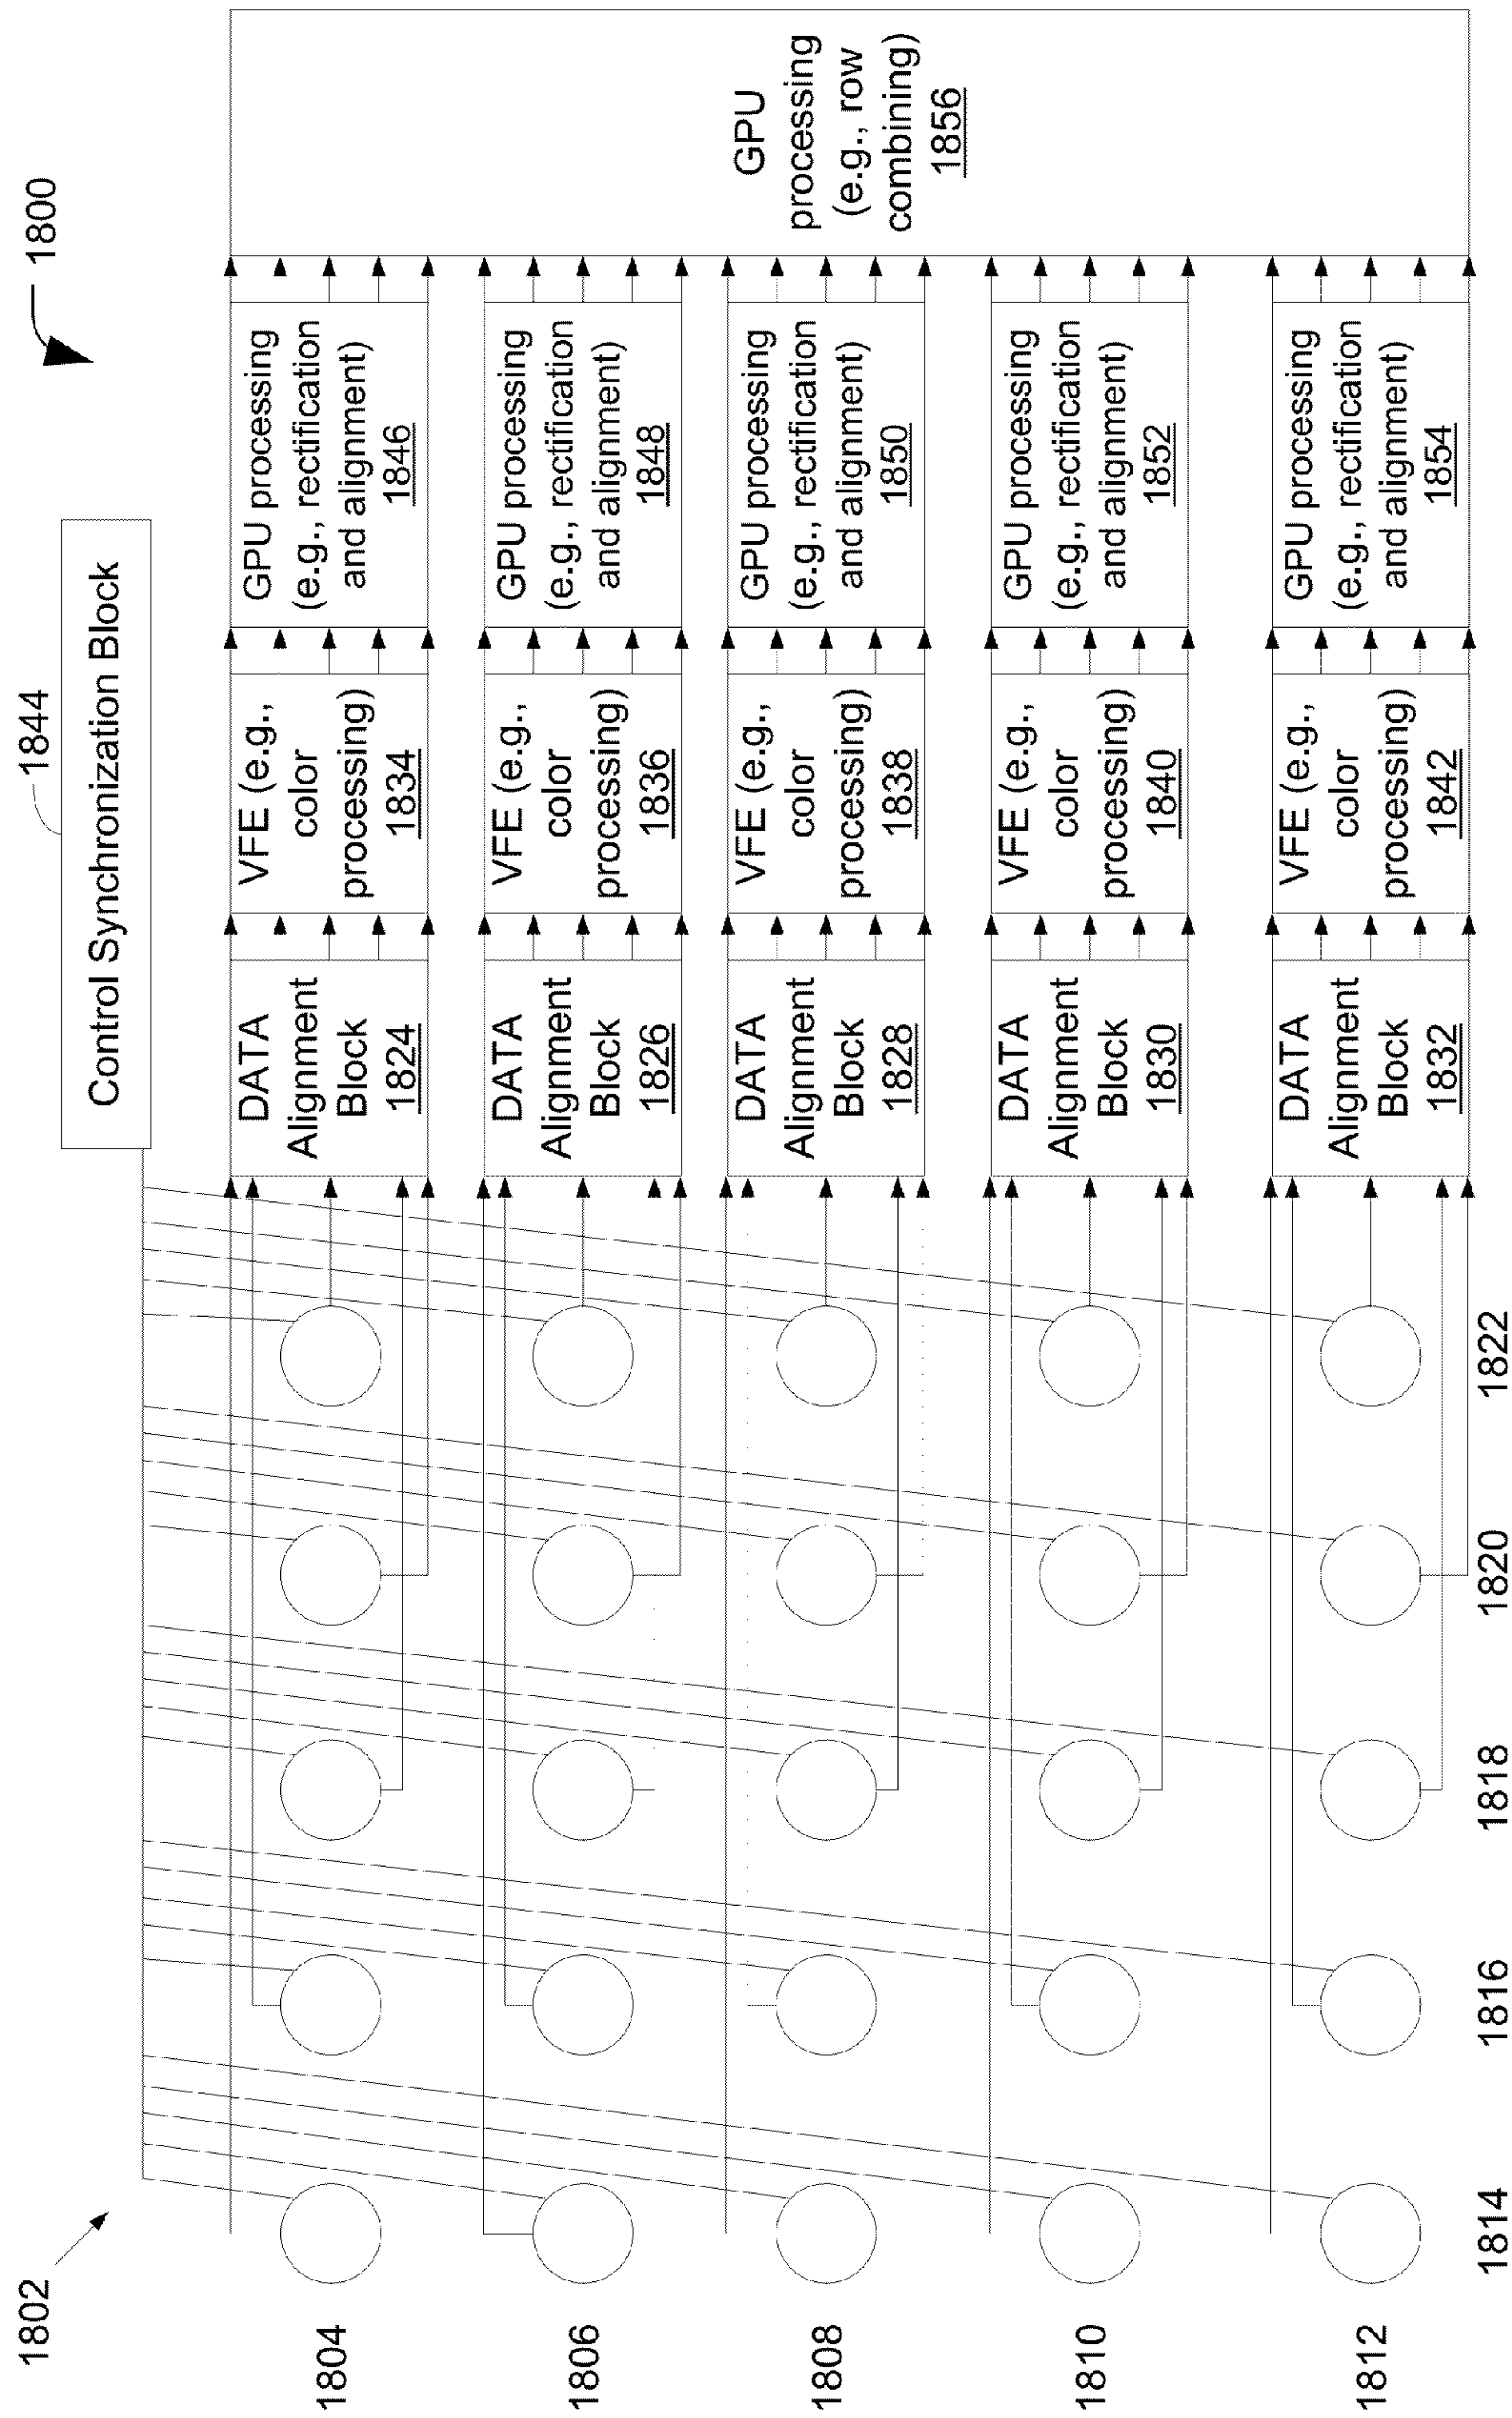 1800
1802
1844
Control Synchronization Block
1804
DATA
Alignment
Block
1824
VFE (e.g.,
color
processing)
1834
GPU processing
(e.g., rectification
and alignment)
1846
1806
DATA
Alignment
Block
1826
VFE (e.g.,
color
processing)
1836
GPU processing
(e.g., rectification
and alignment)
1848
1808
DATA
Alignment
Block
1828
VFE (e.g.,
color
processing)
1838
GPU processing
(e.g., rectification
and alignment)
1850
1810
DATA
Alignment
Block
1830
VFE (e.g.,
color
processing)
1840
GPU processing
(e.g., rectification
and alignment)
1852
1812
DATA
Alignment
Block
1832
VFE (e.g.,
color
processing)
1842
GPU processing
(e.g., rectification
and alignment)
1854
GPU
processing
(e.g., row
combining)
1856
1814
1816
1818
1820
1822